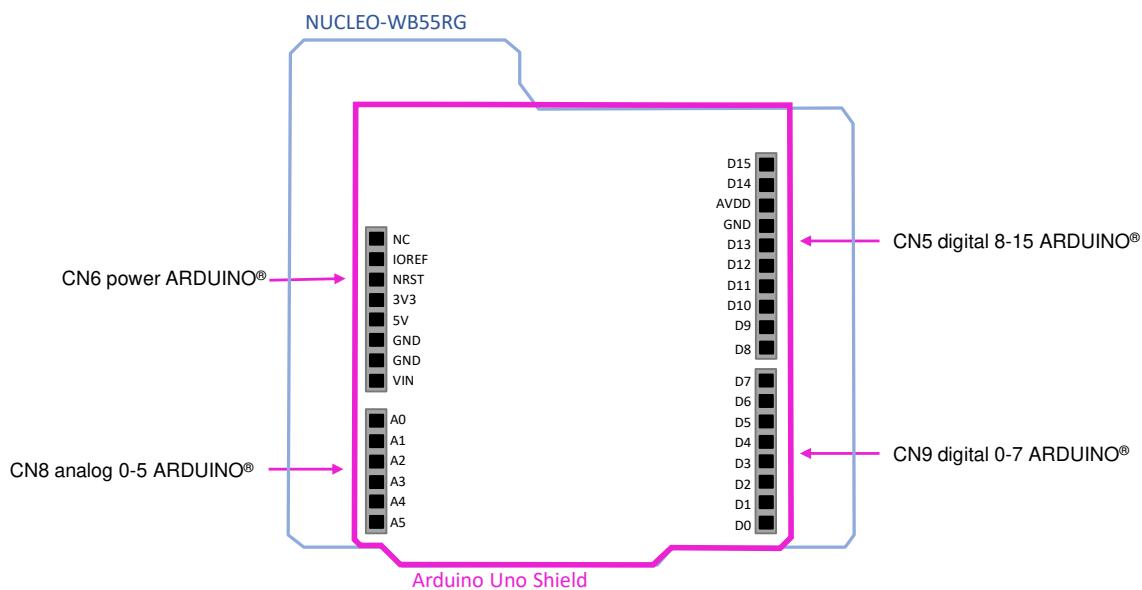 NUCLEO-WB55RG
D15
D14
AVDD
GND
D13
D12
D11
D10
D9
D8
CN5 digital 8-15 ARDUINO®
NC
IOREF
NRST
3V3
5V
GND
GND
VIN
CN6 power ARDUINO®
D7
D6
D5
D4
D3
D2
D1
D0
CN9 digital 0-7 ARDUINO®
A0
A1
A2
A3
A4
A5
CN8 analog 0-5 ARDUINO®
Arduino Uno Shield